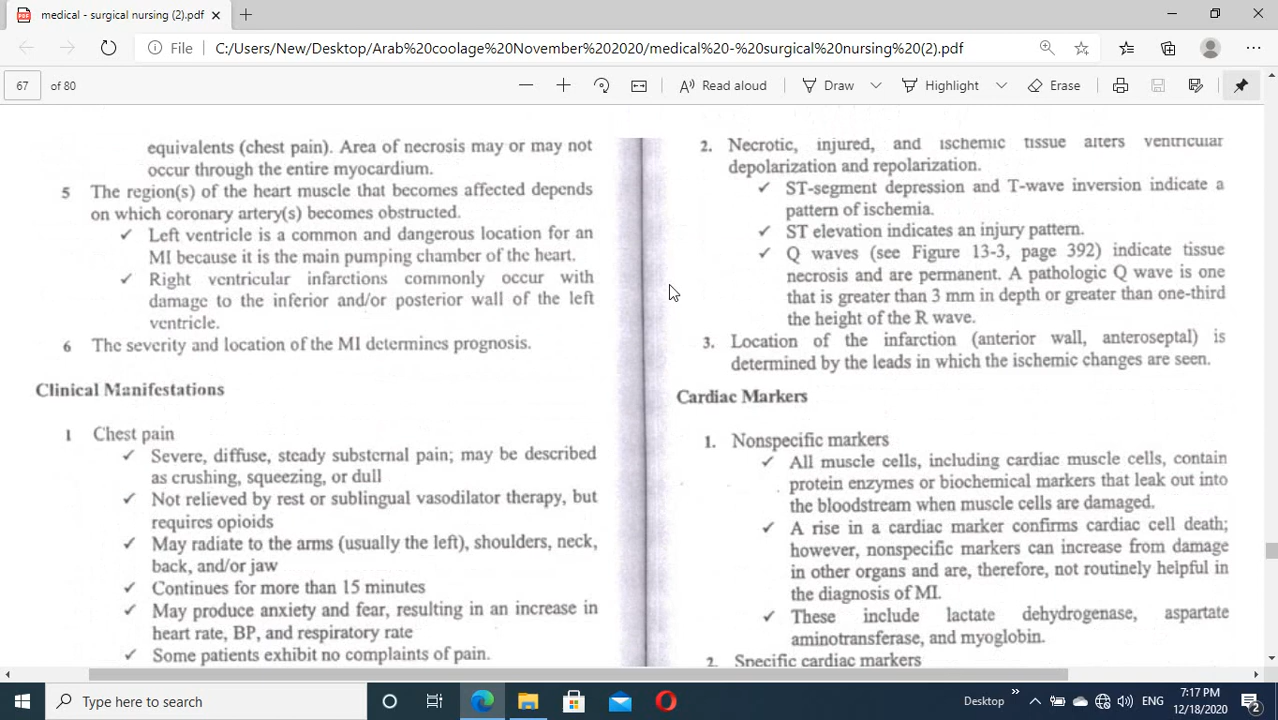 medical - surgical nursing (2).pdf
File C:/Users/New/Desktop/Arab%20coolage%20November%202020/medical%20-%20surgical%20nursing%20(2).pdf
67 of 80
Read aloud Draw Highlight Erase
equivalents (chest pain). Area of necrosis may or may not
occur through the entire myocardium.
5 The region(s) of the heart muscle that becomes affected depends
on which coronary artery(s) becomes obstructed.
✓ Left ventricle is a common and dangerous location for an
MI because it is the main pumping chamber of the heart.
✓ Right ventricular infarctions commonly occur with
damage to the inferior and/or posterior wall of the left
ventricle.
6 The severity and location of the MI determines prognosis.
Clinical Manifestations
1 Chest pain
✓ Severe, diffuse, steady substernal pain; may be described
as crushing, squeezing, or dull
✓ Not relieved by rest or sublingual vasodilator therapy, but
requires opioids
✓ May radiate to the arms (usually the left), shoulders, neck,
back, and/or jaw
✓ Continues for more than 15 minutes
✓ May produce anxiety and fear, resulting in an increase in
heart rate, BP, and respiratory rate
✓ Some patients exhibit no complaints of pain.
2. Necrotic, injured, and ischemic tissue alters ventricular
depolarization and repolarization.
✓ ST-segment depression and T-wave inversion indicate a
pattern of ischemia.
✓ ST elevation indicates an injury pattern.
✓ Q waves (see Figure 13-3, page 392) indicate tissue
necrosis and are permanent. A pathologic Q wave is one
that is greater than 3 mm in depth or greater than one-third
the height of the R wave.
3. Location of the infarction (anterior wall, anteroseptal) is
determined by the leads in which the ischemic changes are seen.
Cardiac Markers
1. Nonspecific markers
✓ All muscle cells, including cardiac muscle cells, contain
protein enzymes or biochemical markers that leak out into
the bloodstream when muscle cells are damaged.
✓ A rise in a cardiac marker confirms cardiac cell death;
however, nonspecific markers can increase from damage
in other organs and are, therefore, not routinely helpful in
the diagnosis of MI.
✓ These include lactate dehydrogenase, aspartate
aminotransferase, and myoglobin.
2. Specific cardiac markers
Type here to search
Desktop
ENG
7:17 PM
12/18/2020
2